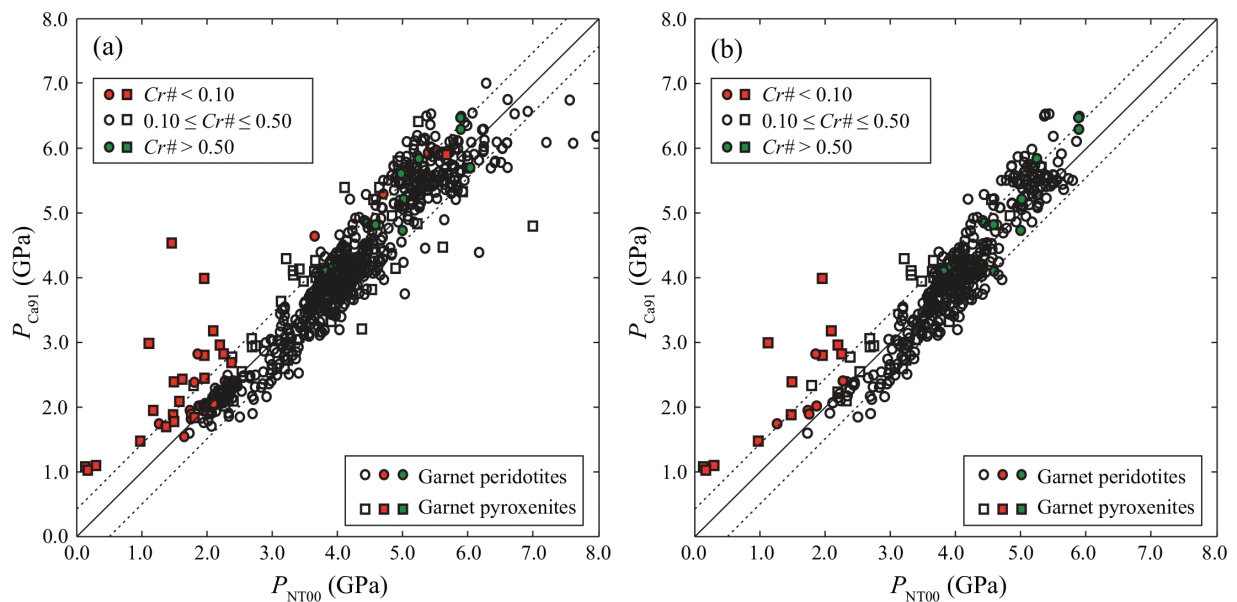 (a)
Cr# < 0.10
0.10 ≤ Cr# ≤ 0.50
Cr# > 0.50
Garnet peridotites
Garnet pyroxenites
8.0
7.0
6.0
5.0
4.0
3.0
2.0
1.0
0.0
0.0 1.0 2.0 3.0 4.0 5.0 6.0 7.0 8.0
P_Ca91 (GPa)
P_NT00 (GPa)
(b)
Cr# < 0.10
0.10 ≤ Cr# ≤ 0.50
Cr# > 0.50
Garnet peridotites
Garnet pyroxenites
8.0
7.0
6.0
5.0
4.0
3.0
2.0
1.0
0.0
0.0 1.0 2.0 3.0 4.0 5.0 6.0 7.0 8.0
P_Ca91 (GPa)
P_NT00 (GPa)